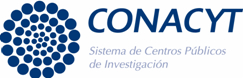 CONACYT
Sistema de Centros Públicos
de Investigación